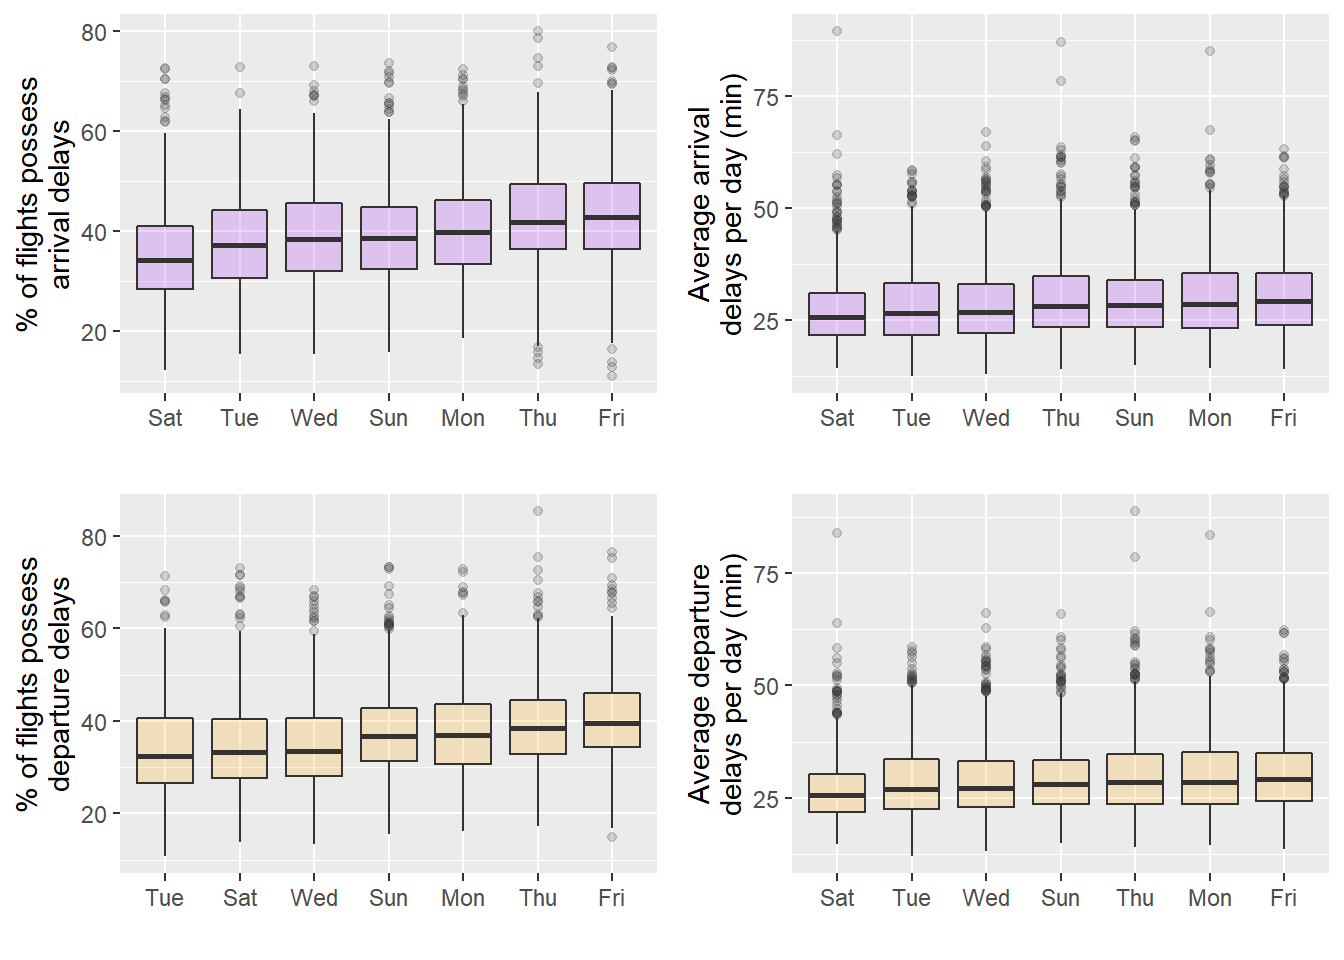 % of flights possess
arrival delays
80
60
40
20
Sat Tue Wed Sun Mon Thu Fri
Average arrival
delays per day (min)
75
50
25
Sat Tue Wed Thu Sun Mon Fri
% of flights possess
departure delays
80
60
40
20
Tue Sat Wed Sun Mon Thu Fri
Average departure
delays per day (min)
75
50
25
Sat Tue Wed Sun Thu Mon Fri